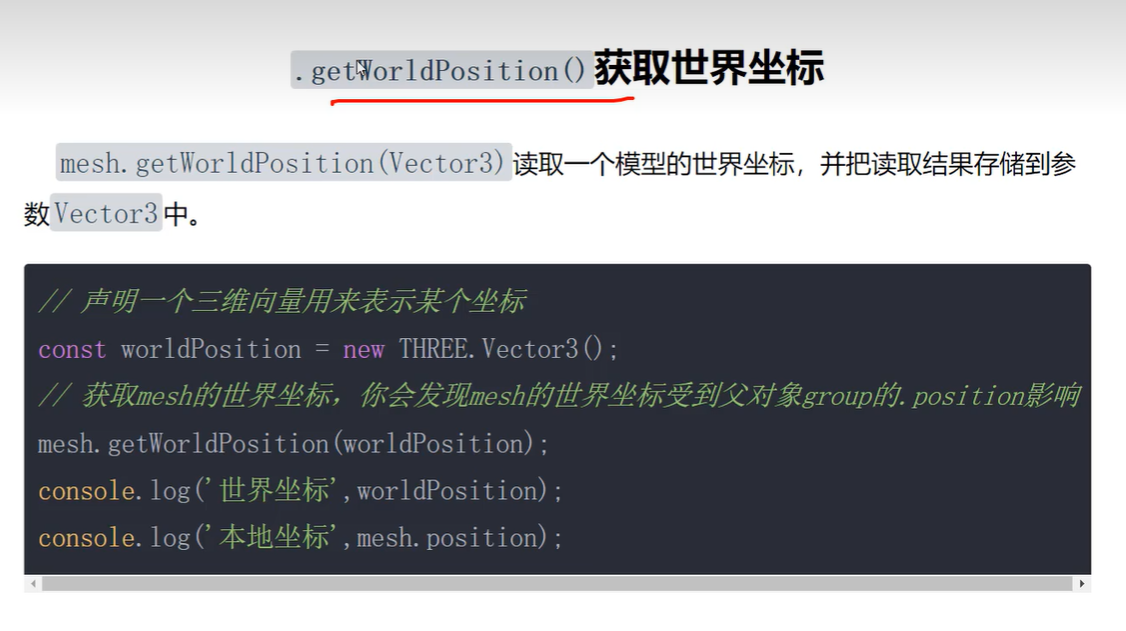 .getWorldPosition()获取世界坐标
mesh.getWorldPosition(Vector3)读取一个模型的世界坐标，并把读取结果存储到参
数Vector3中。
// 声明一个三维向量用来表示某个坐标
const worldPosition = new THREE.Vector3();
// 获取mesh的世界坐标，你会发现mesh的世界坐标受到父对象group的.position影响
mesh.getWorldPosition(worldPosition);
console.log('世界坐标',worldPosition);
console.log('本地坐标',mesh.position);